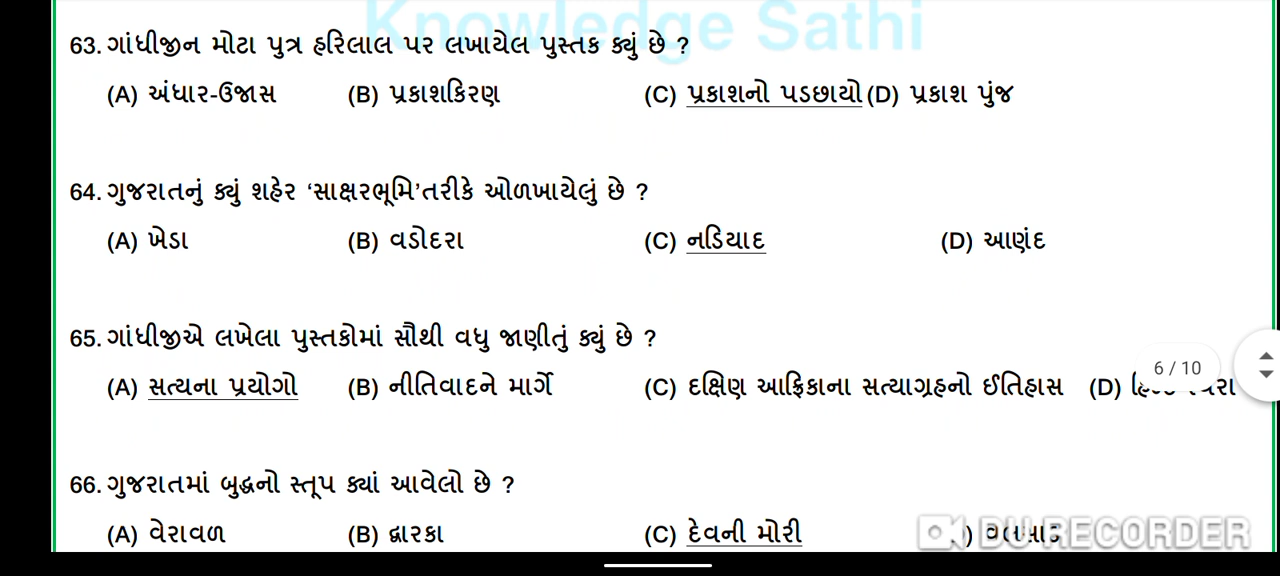 Knowledge Sathi
63. ગાંધીજીન મોટા પુત્ર હરિલાલ પર લખાયેલ પુસ્તક ક્યું છે ?
(A) અંધાર-ઉજાસ (B) પ્રકાશકિરણ (C) પ્રકાશનો પડછાયો (D) પ્રકાશ પુંજ
64. ગુજરાતનું ક્યું શહેર ‘સાક્ષરભૂમિ’તરીકે ઓળખાયેલું છે ?
(A) ખેડા (B) વડોદરા (C) નડિયાદ (D) આણંદ
65. ગાંધીજીએ લખેલા પુસ્તકોમાં સૌથી વધુ જાણીતું ક્યું છે ?
(A) સત્યના પ્રયોગો (B) નીતિવાદને માર્ગે (C) દક્ષિણ આફ્રિકાના સત્યાગ્રહનો ઈતિહાસ (D)
6 / 10
66. ગુજરાતમાં બુદ્ધનો સ્તૂપ ક્યાં આવેલો છે ?
(A) વેરાવળ (B) દ્વારકા (C) દેવની મોરી
DU RECORDER